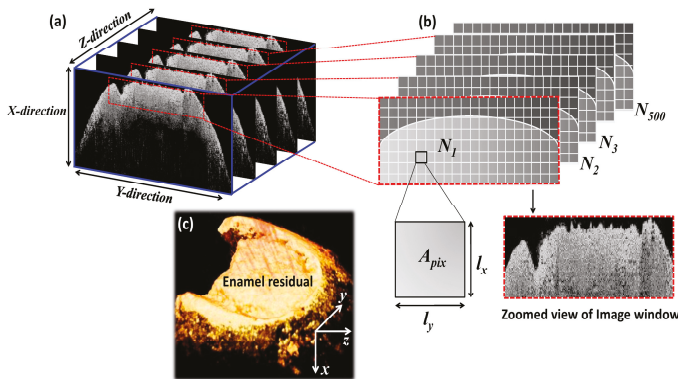 (a)
Z-direction
X-direction
Y-direction
(b)
N1
N2
N3
N500
Apix
lx
ly
Zoomed view of Image window
(c)
Enamel residual
y
z
x